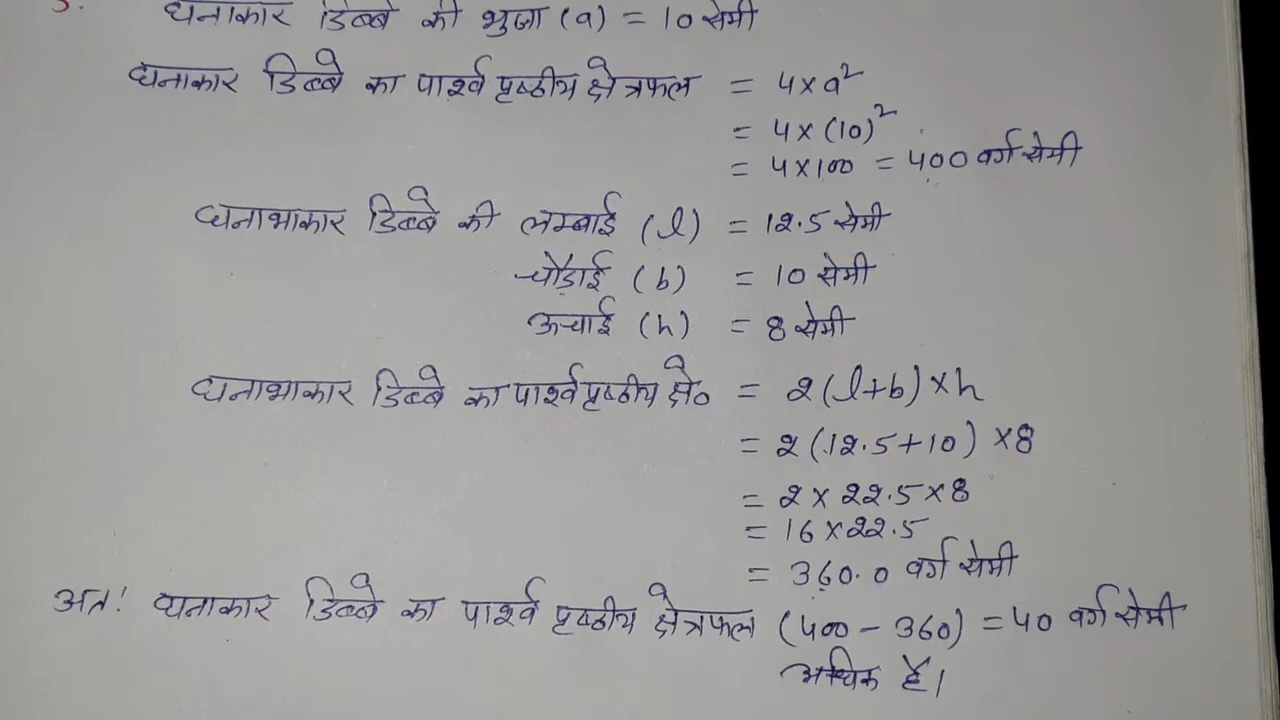 घनाकार डिब्बे की भुजा (a) = 10 सेमी
घनाकार डिब्बे का पार्श्व पृष्ठीय क्षेत्रफल = 4×a²
= 4×(10)²
= 4×100 = 400 वर्ग सेमी
घनाभाकार डिब्बे की लम्बाई (l) = 12.5 सेमी
चौड़ाई (b) = 10 सेमी
ऊचाई (h) = 8 सेमी
घनाभाकार डिब्बे का पार्श्व पृष्ठीय क्षे० = 2(l+b)×h
= 2(12.5+10)×8
= 2×22.5×8
= 16×22.5
= 360.0 वर्ग सेमी
अत: घनाकार डिब्बे का पार्श्व पृष्ठीय क्षेत्रफल (400-360) = 40 वर्ग सेमी
अधिक है।